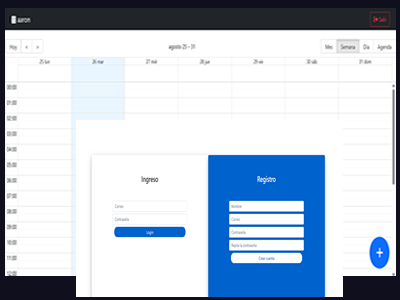 aaron
Salir
Hoy
« »
agosto 25 – 31
Mes Semana Día Agenda
25 lun 26 mar 27 mié 28 jue 29 vie 30 sáb 31 dom
00:00
01:00
02:00
03:00
04:00
05:00
06:00
07:00
08:00
09:00
10:00
11:00
12:00
+
Ingreso
Correo
Contraseña
Login
Registro
Nombre
Correo
Contraseña
Repita la contraseña
Crear cuenta